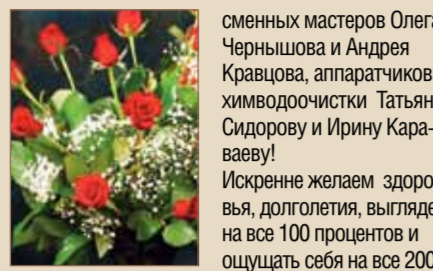 сменных мастеров Олега
Чернышова и Андрея
Кравцова, аппаратчиков
химводоочистки Татьян
Сидорову и Ирину Кара-
ваеву!
Искренне желаем здоро
вья, долголетия, выгляде
на все 100 процентов и
ощущать себя на все 200